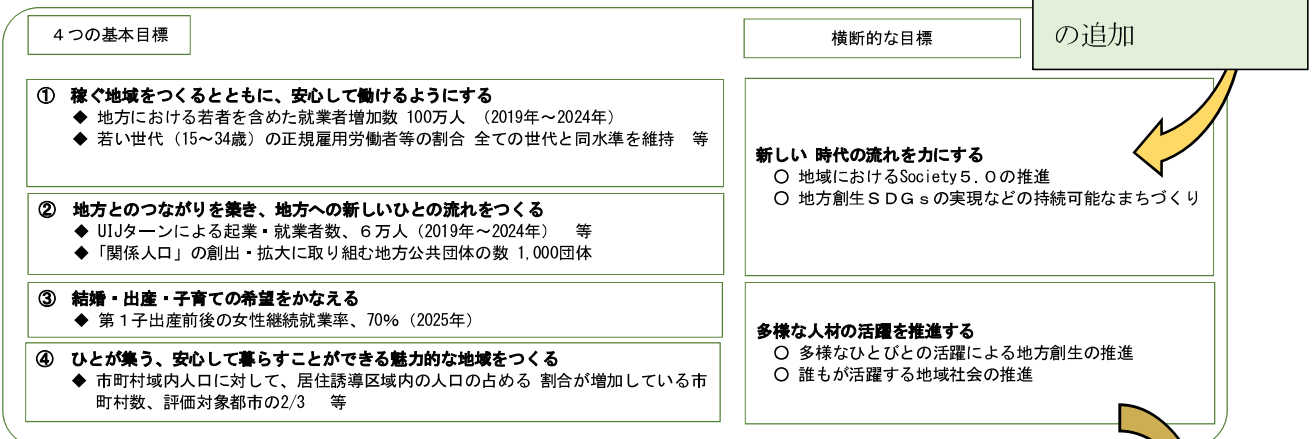 ４つの基本目標
① 稼ぐ地域をつくるとともに、安心して働けるようにする
◆ 地方における若者を含めた就業者増加数 100万人 （2019年～2024年）
◆ 若い世代（15～34歳）の正規雇用労働者等の割合 全ての世代と同水準を維持 等
② 地方とのつながりを築き、地方への新しいひとの流れをつくる
◆ UIJターンによる起業・就業者数、６万人（2019年～2024年） 等
◆「関係人口」の創出・拡大に取り組む地方公共団体の数 1,000団体
③ 結婚・出産・子育ての希望をかなえる
◆ 第１子出産前後の女性継続就業率、70%（2025年）
④ ひとが集う、安心して暮らすことができる魅力的な地域をつくる
◆ 市町村域内人口に対して、居住誘導区域内の人口の占める 割合が増加している市
町村数、評価対象都市の2/3 等
横断的な目標
の追加
新しい 時代の流れを力にする
○ 地域におけるSociety５.０の推進
○ 地方創生ＳＤＧｓの実現などの持続可能なまちづくり
多様な人材の活躍を推進する
○ 多様なひとびとの活躍による地方創生の推進
○ 誰もが活躍する地域社会の推進